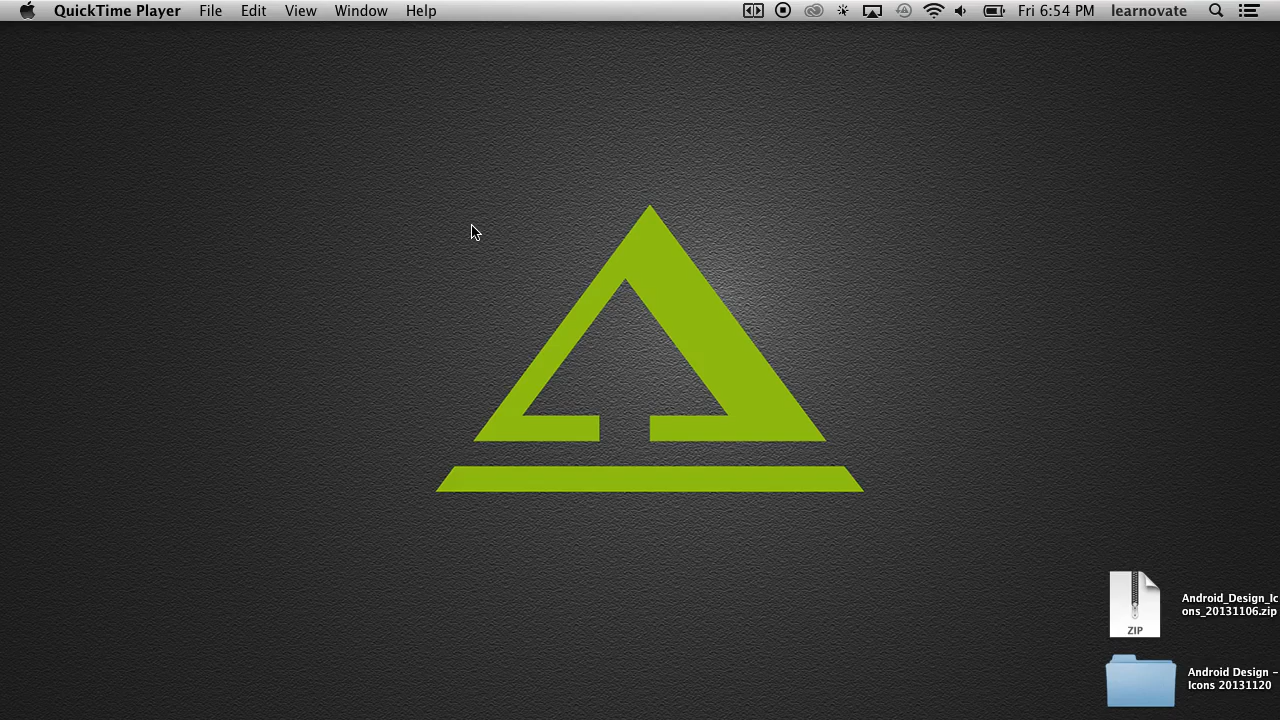 QuickTime Player File Edit View Window Help Fri 6:54 PM learnovate
Android_Design_Ic
ons_20131106.zip
ZIP
Android Design –
Icons 20131120